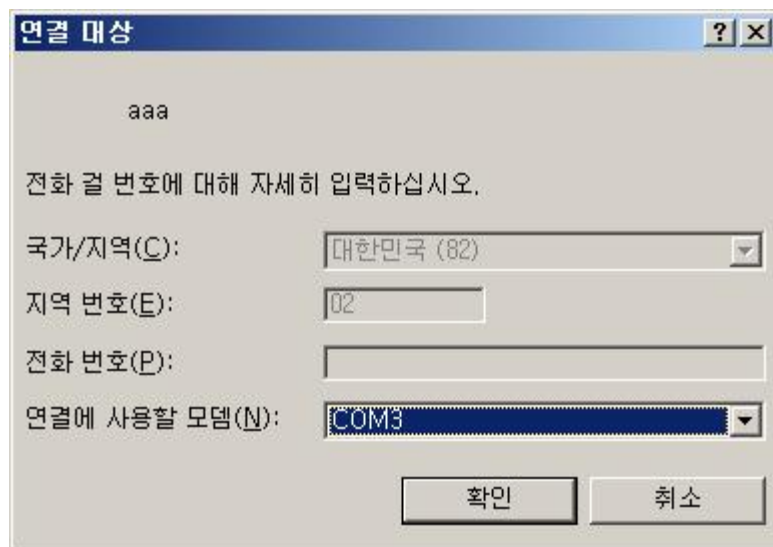 연결 대상
aaa
전화 걸 번호에 대해 자세히 입력하십시오.
국가/지역(C): 대한민국 (82)
지역 번호(E): 02
전화 번호(P):
연결에 사용할 모뎀(N): COM3
확인 취소